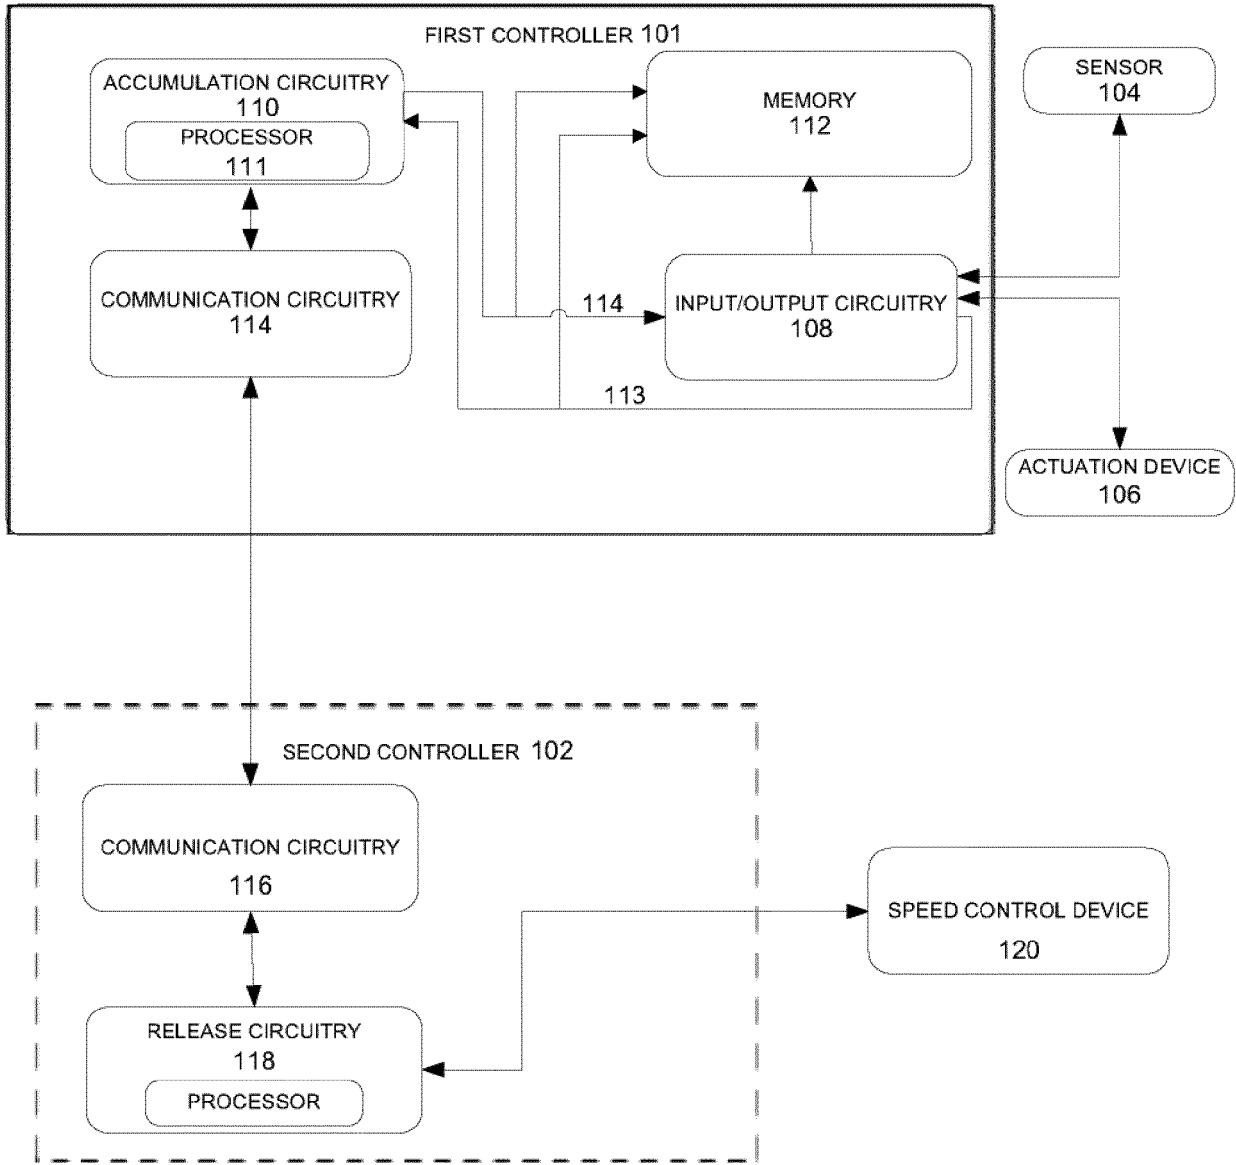 FIRST CONTROLLER 101
ACCUMULATION CIRCUITRY
110
PROCESSOR
111
MEMORY
112
SENSOR
104
COMMUNICATION CIRCUITRY
114
114
INPUT/OUTPUT CIRCUITRY
108
113
ACTUATION DEVICE
106
SECOND CONTROLLER 102
COMMUNICATION CIRCUITRY
116
SPEED CONTROL DEVICE
120
RELEASE CIRCUITRY
118
PROCESSOR